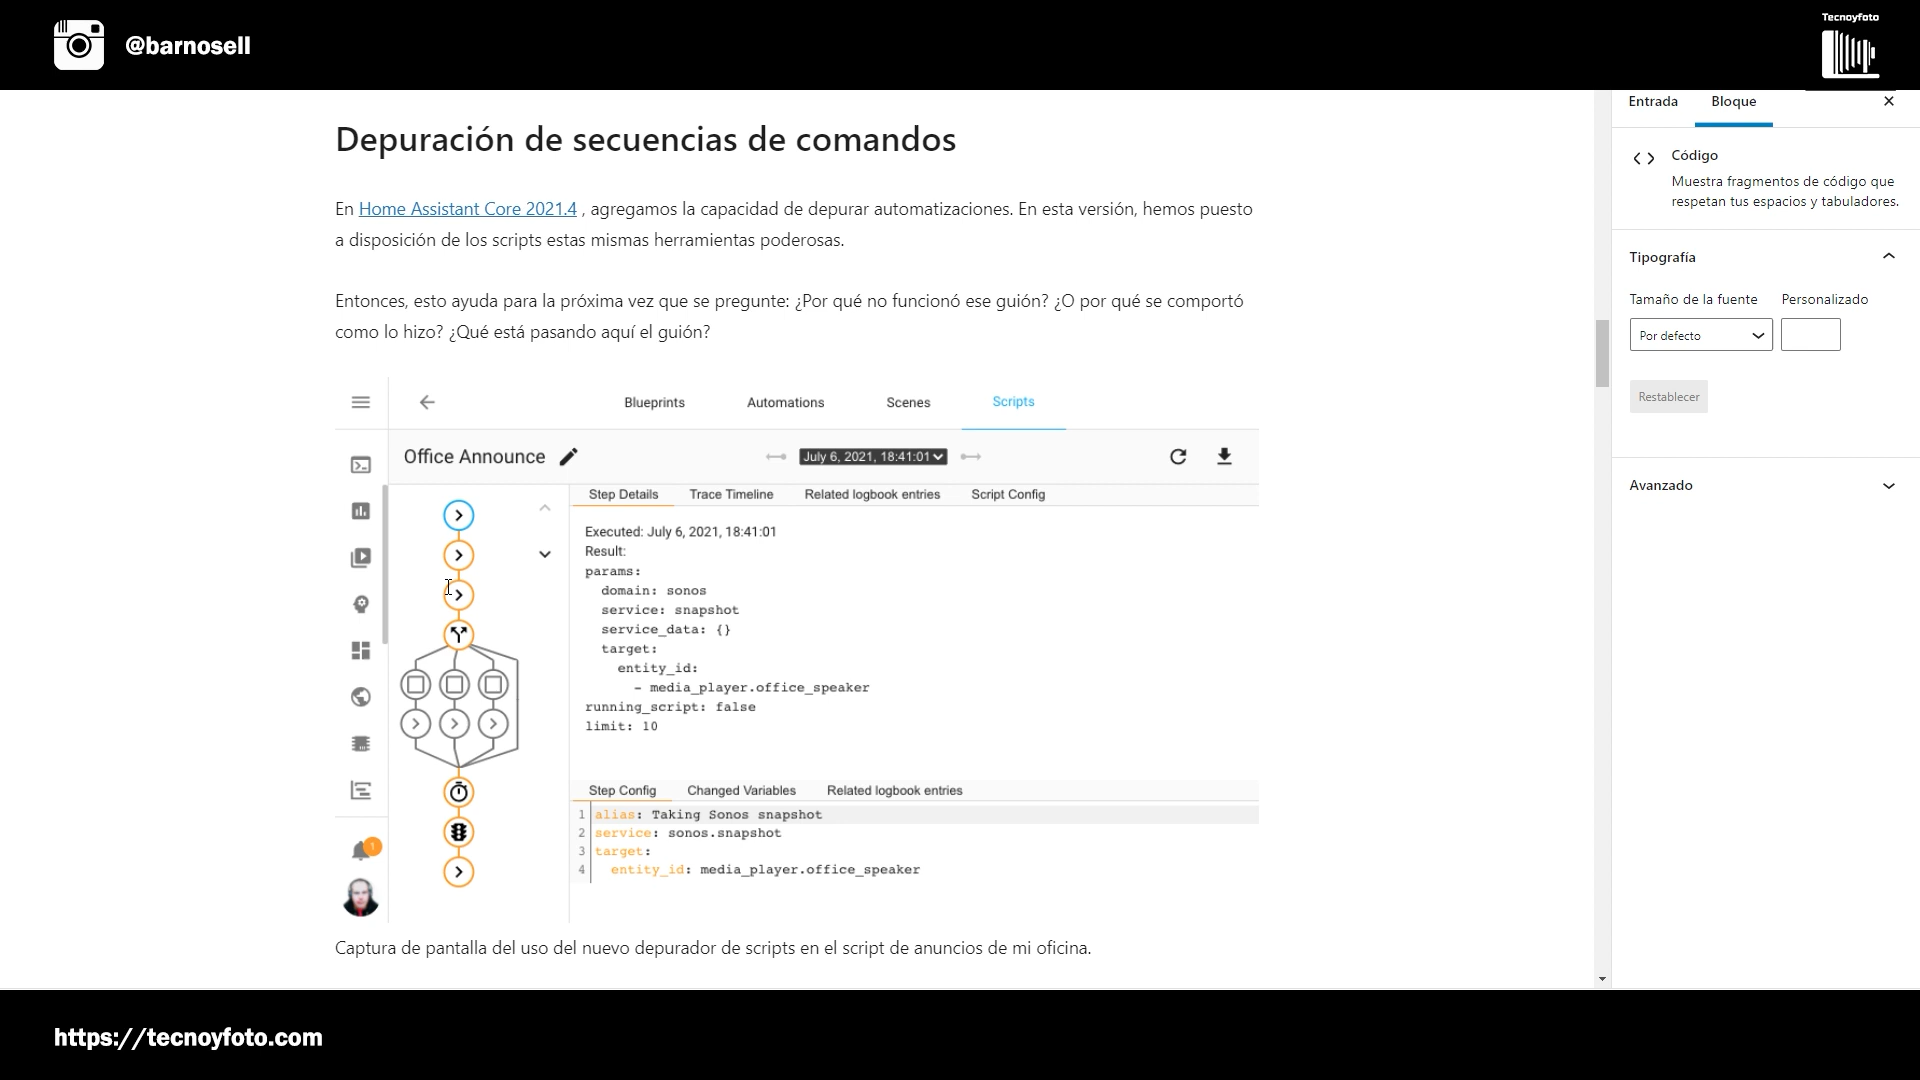 @barnosell
Tecnoyfoto
Entrada Bloque
Código
Muestra fragmentos de código que
respetan tus espacios y tabuladores.
Tipografía
Tamaño de la fuente Personalizado
Por defecto
Restablecer
Avanzado
Depuración de secuencias de comandos
En Home Assistant Core 2021.4 , agregamos la capacidad de depurar automatizaciones. En esta versión, hemos puesto
a disposición de los scripts estas mismas herramientas poderosas.
Entonces, esto ayuda para la próxima vez que se pregunte: ¿Por qué no funcionó ese guión? ¿O por qué se comportó
como lo hizo? ¿Qué está pasando aquí el guión?
Blueprints Automations Scenes Scripts
Office Announce July 6, 2021, 18:41:01
Step Details Trace Timeline Related logbook entries Script Config
Executed: July 6, 2021, 18:41:01
Result:
params:
domain: sonos
service: snapshot
service_data: {}
target:
entity_id:
- media_player.office_speaker
running_script: false
limit: 10
Step Config Changed Variables Related logbook entries
1 alias: Taking Sonos snapshot
2 service: sonos.snapshot
3 target:
4 entity_id: media_player.office_speaker
1
Captura de pantalla del uso del nuevo depurador de scripts en el script de anuncios de mi oficina.
https://tecnoyfoto.com